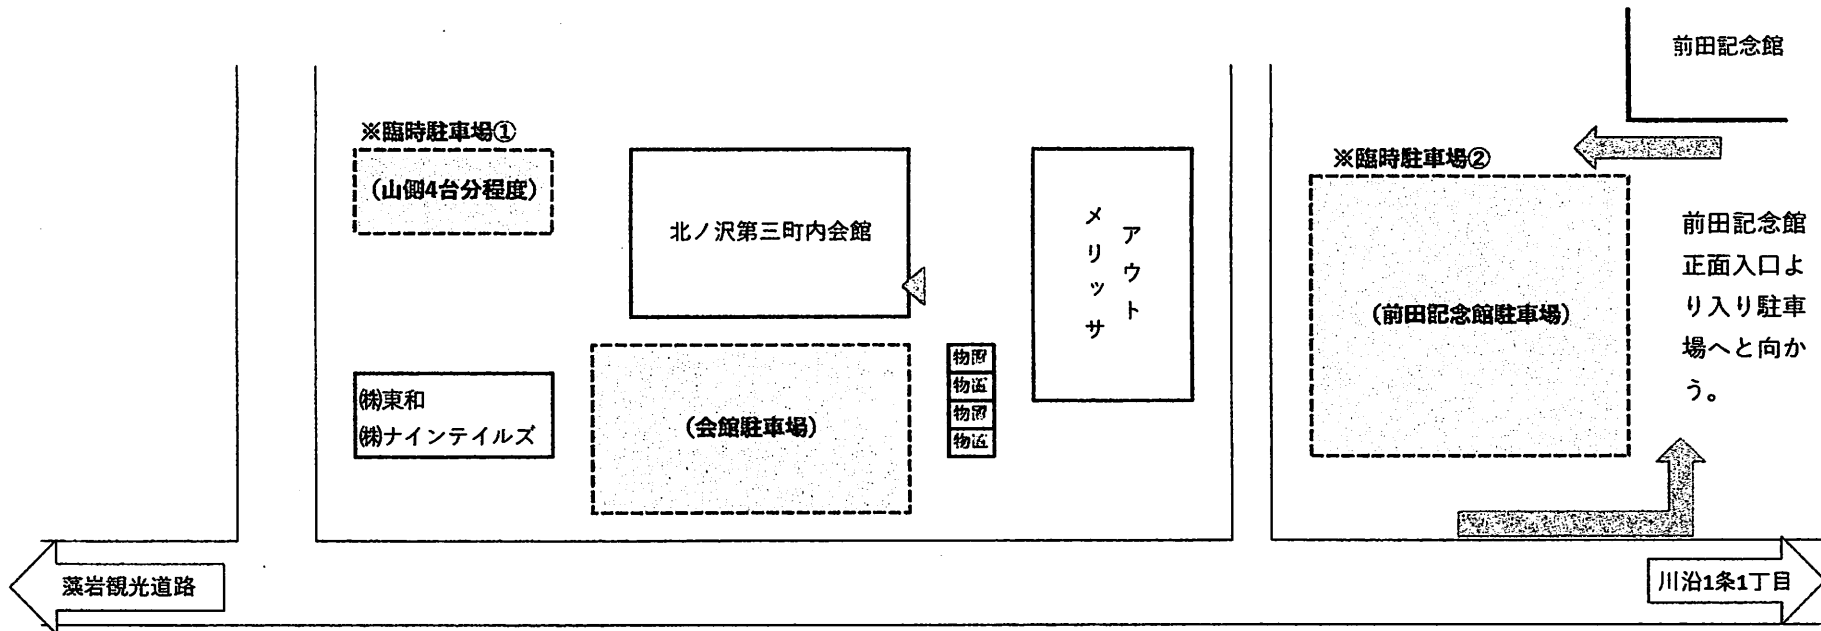 前田記念館
※臨時駐車場①
(山側4台分程度)
北ノ沢第三町内会館
アウト
メリッサ
※臨時駐車場②
(前田記念館駐車場)
前田記念館
正面入口よ
り入り駐車
場へと向か
う。
物置
物置
物置
物置
㈱東和
㈱ナインテイルズ
(会館駐車場)
藻岩観光道路
川沿1条1丁目